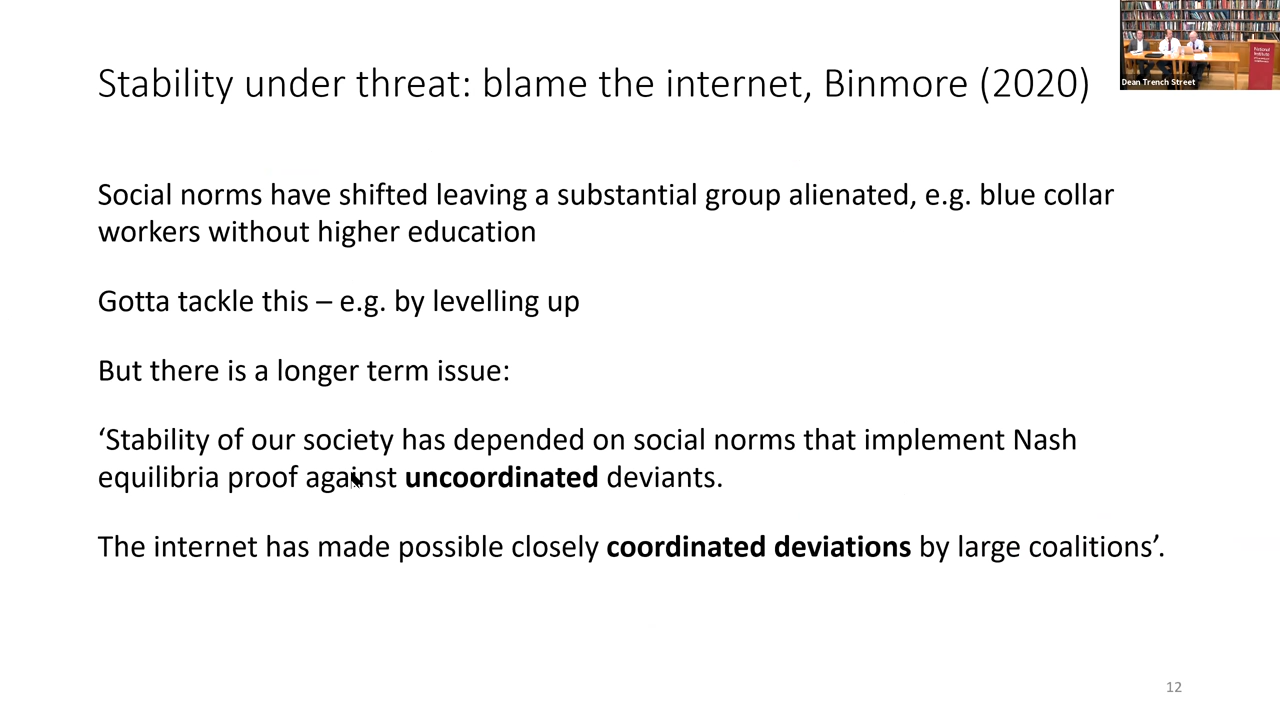 Stability under threat: blame the internet, Binmore (2020)
Dean Trench Street
Social norms have shifted leaving a substantial group alienated, e.g. blue collar
workers without higher education
Gotta tackle this – e.g. by levelling up
But there is a longer term issue:
‘Stability of our society has depended on social norms that implement Nash
equilibria proof against uncoordinated deviants.
The internet has made possible closely coordinated deviations by large coalitions’.
12